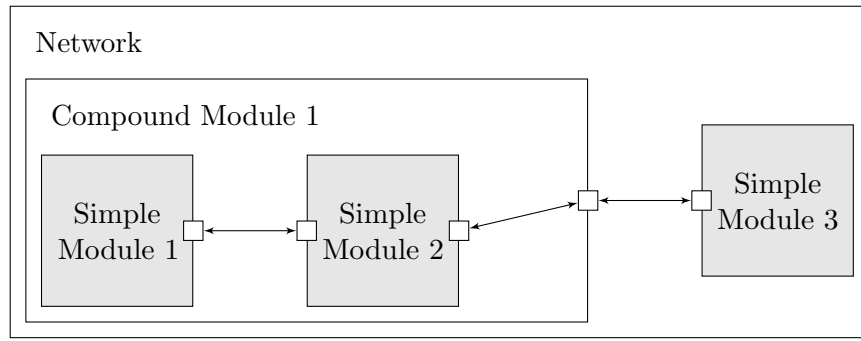 Network
Compound Module 1
Simple
Module 1
Simple
Module 2
Simple
Module 3